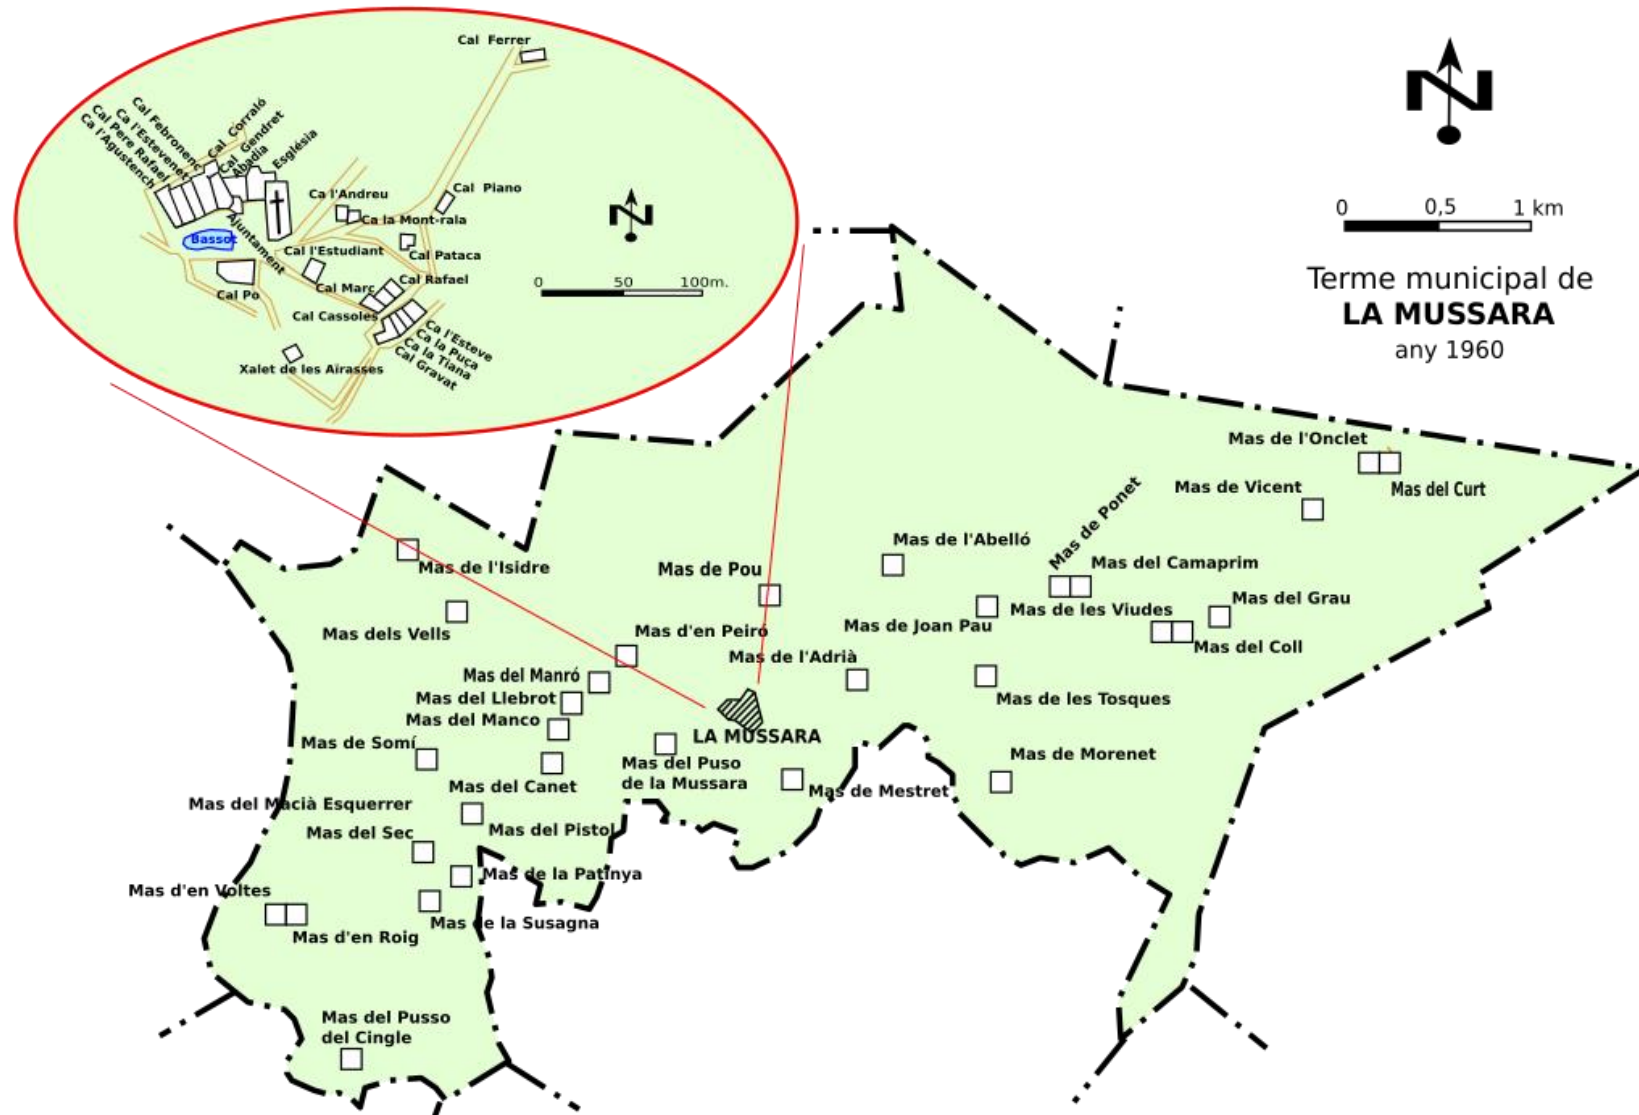 Cal Ferrer
Cal Corraló
Cal Febronenc
Cal Gendret
Ca l'Estevenet
Abadia
Església
Cal Pere Rafael
Ca l'Agustench
Ca l'Andreu
Cal Piano
Ca la Mont-rala
Ajuntament
Bassot
Cal l'Estudiant
Cal Pataca
Cal Po
Cal Marc
Cal Rafael
Cal Cassoles
Ca l'Esteve
Ca la Puça
Ca la Tiana
Cal Gravat
Xalet de les Aïrasses
N
0 50 100m.
N
0 0,5 1 km
Terme municipal de
LA MUSSARA
any 1960
Mas de l'Onclet
Mas del Curt
Mas de Vicent
Mas de Ponet
Mas de l'Abelló
Mas del Camaprim
Mas de l'Isidre
Mas de Pou
Mas del Grau
Mas de les Viudes
Mas dels Vells
Mas d'en Peiró
Mas de Joan Pau
Mas del Coll
Mas de l'Adrià
Mas del Manró
Mas del Llebrot
Mas de les Tosques
Mas del Manco
LA MUSSARA
Mas de Somí
Mas de Morenet
Mas del Puso
de la Mussara
Mas del Canet
Mas de Mestret
Mas del Macià Esquerrer
Mas del Pistol
Mas del Sec
Mas de la Patinya
Mas d'en Voltes
Mas de la Susagna
Mas d'en Roig
Mas del Pusso
del Cingle